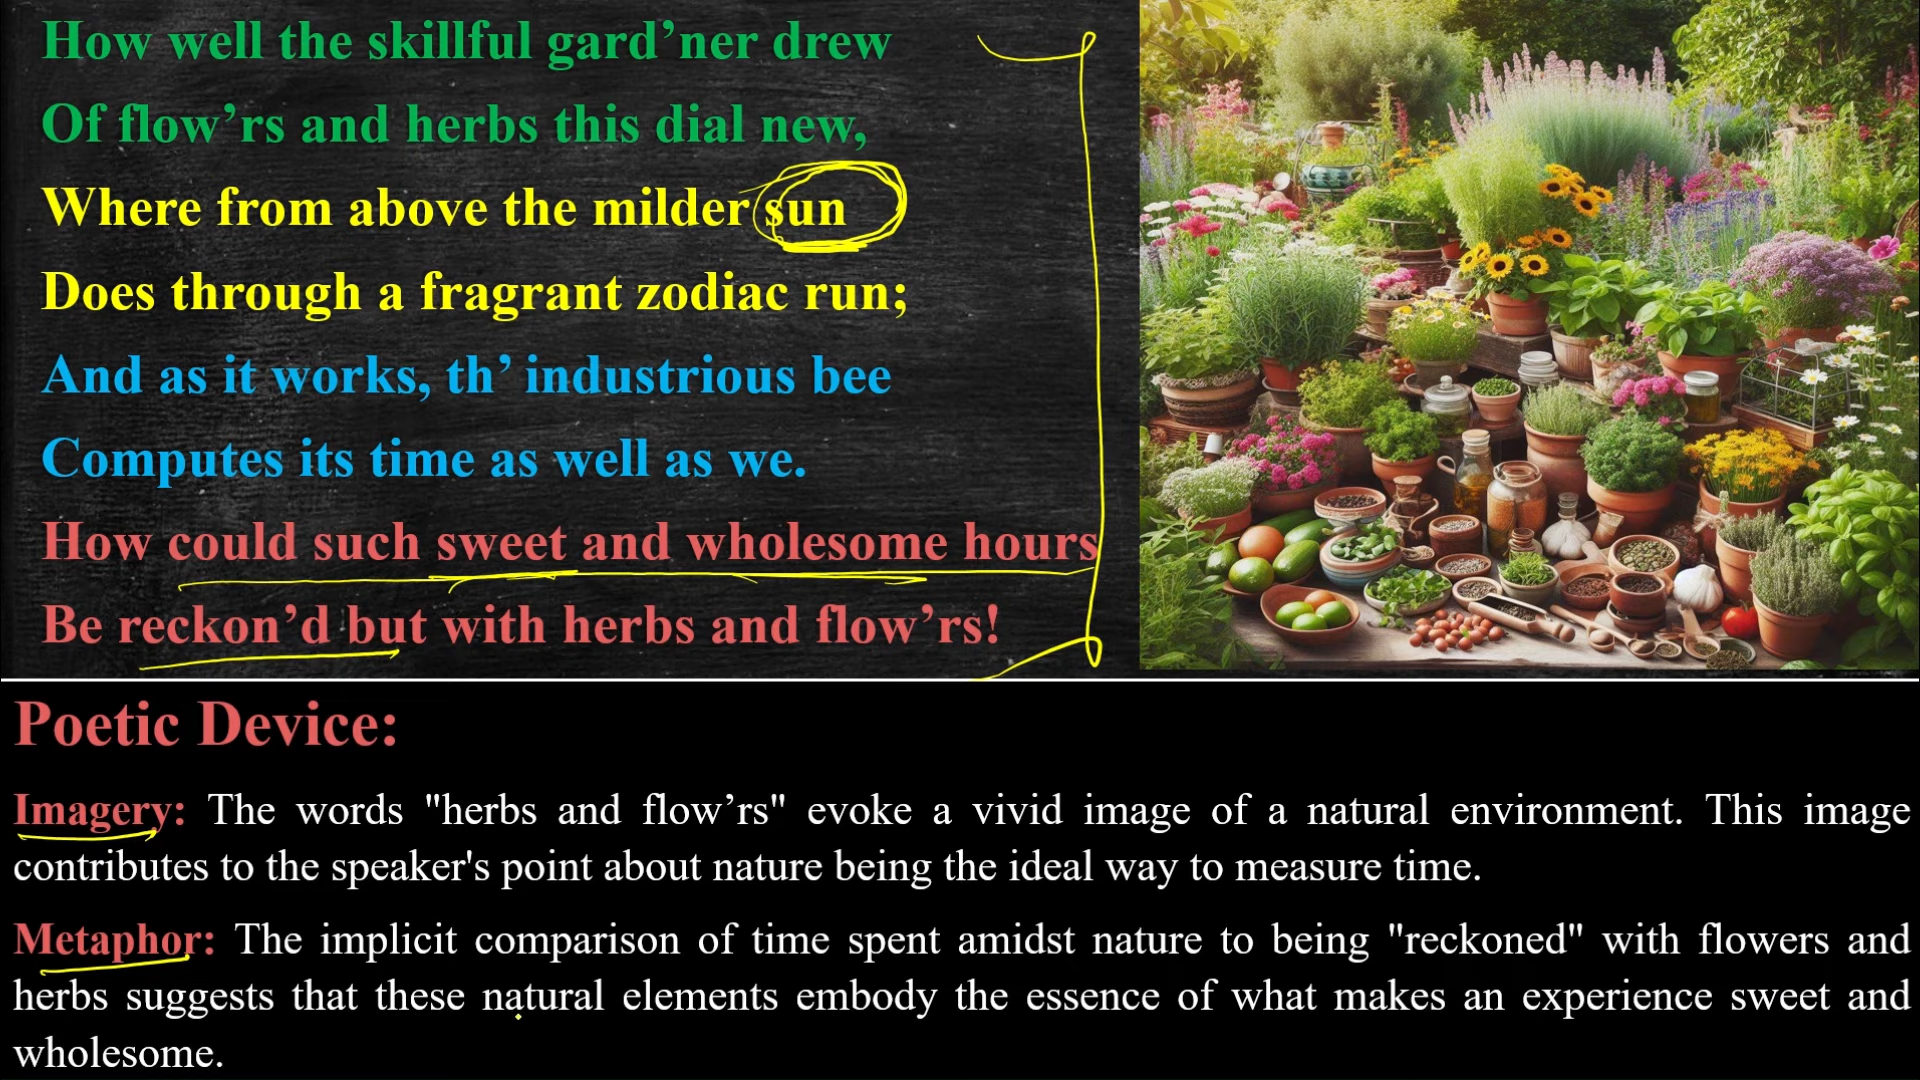 How well the skillful gard’ner drew
Of flow’rs and herbs this dial new,
Where from above the milder sun
Does through a fragrant zodiac run;
And as it works, th’ industrious bee
Computes its time as well as we.
How could such sweet and wholesome hours
Be reckon’d but with herbs and flow’rs!
Poetic Device:
Imagery: The words "herbs and flow’rs" evoke a vivid image of a natural environment. This image
contributes to the speaker's point about nature being the ideal way to measure time.
Metaphor: The implicit comparison of time spent amidst nature to being "reckoned" with flowers and
herbs suggests that these natural elements embody the essence of what makes an experience sweet and
wholesome.